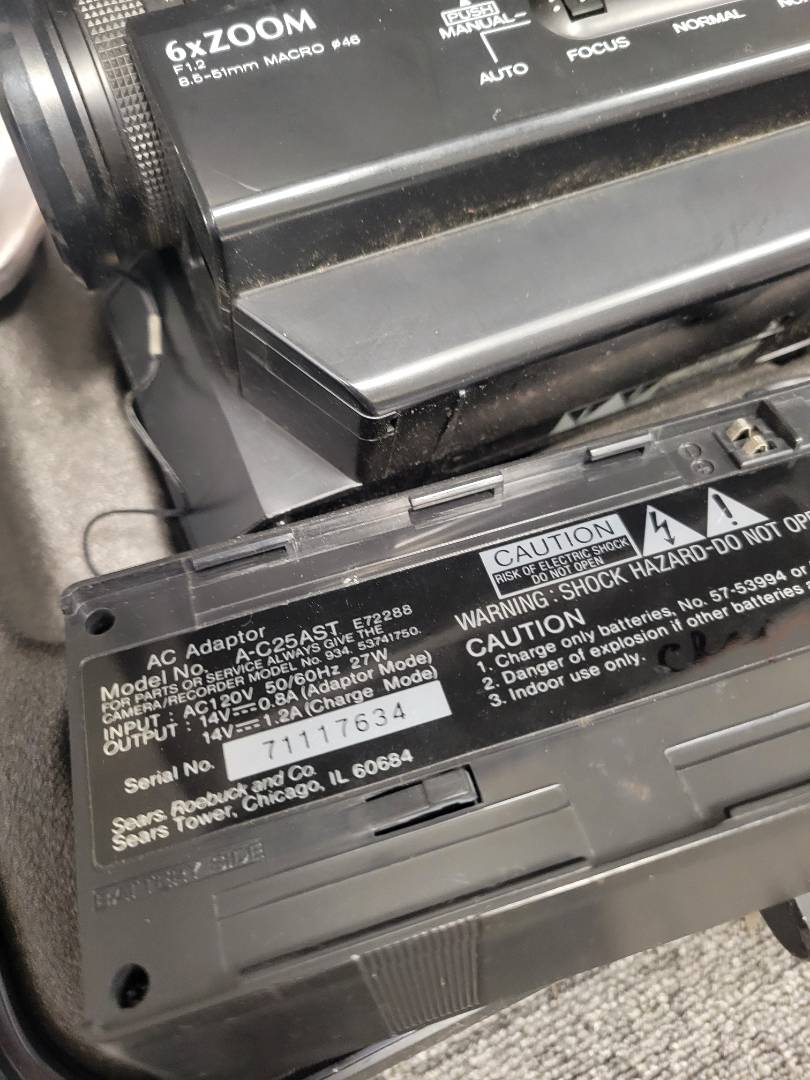 6xZOOM
F1.2
8.5-51mm MACRO ø46
PUSH
MANUAL
AUTO
FOCUS
NORMAL
CAUTION
RISK OF ELECTRIC SHOCK
DO NOT OPEN
WARNING: SHOCK HAZARD-DO NOT
AC Adaptor
Model No. A-C25AST E72288
FOR PARTS OR SERVICE ALWAYS GIVE THE
CAMERA/RECORDER MODEL No. 934. 53741750.
INPUT : AC120V 50/60Hz 27W
OUTPUT : 14V⎓0.8A (Adaptor Mode)
14V⎓1.2A (Charge Mode)
Serial No. 71117634
Sears, Roebuck and Co.
Sears Tower, Chicago, IL 60684
CAUTION
1. Charge only batteries, No. 57-53994 or
2. Danger of explosion if other batteries
3. Indoor use only.
BATTERY SIDE